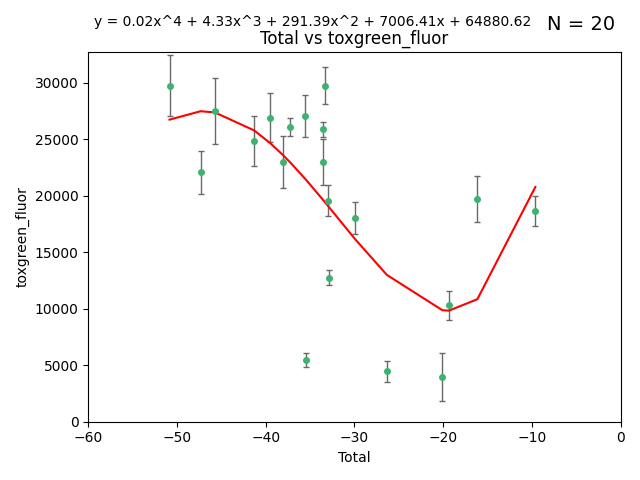 y = 0.02x^4 + 4.33x^3 + 291.39x^2 + 7006.41x + 64880.62
N = 20
Total vs toxgreen_fluor
30000
25000
20000
15000
10000
5000
0
toxgreen_fluor
−60
−50
−40
−30
−20
−10
0
Total